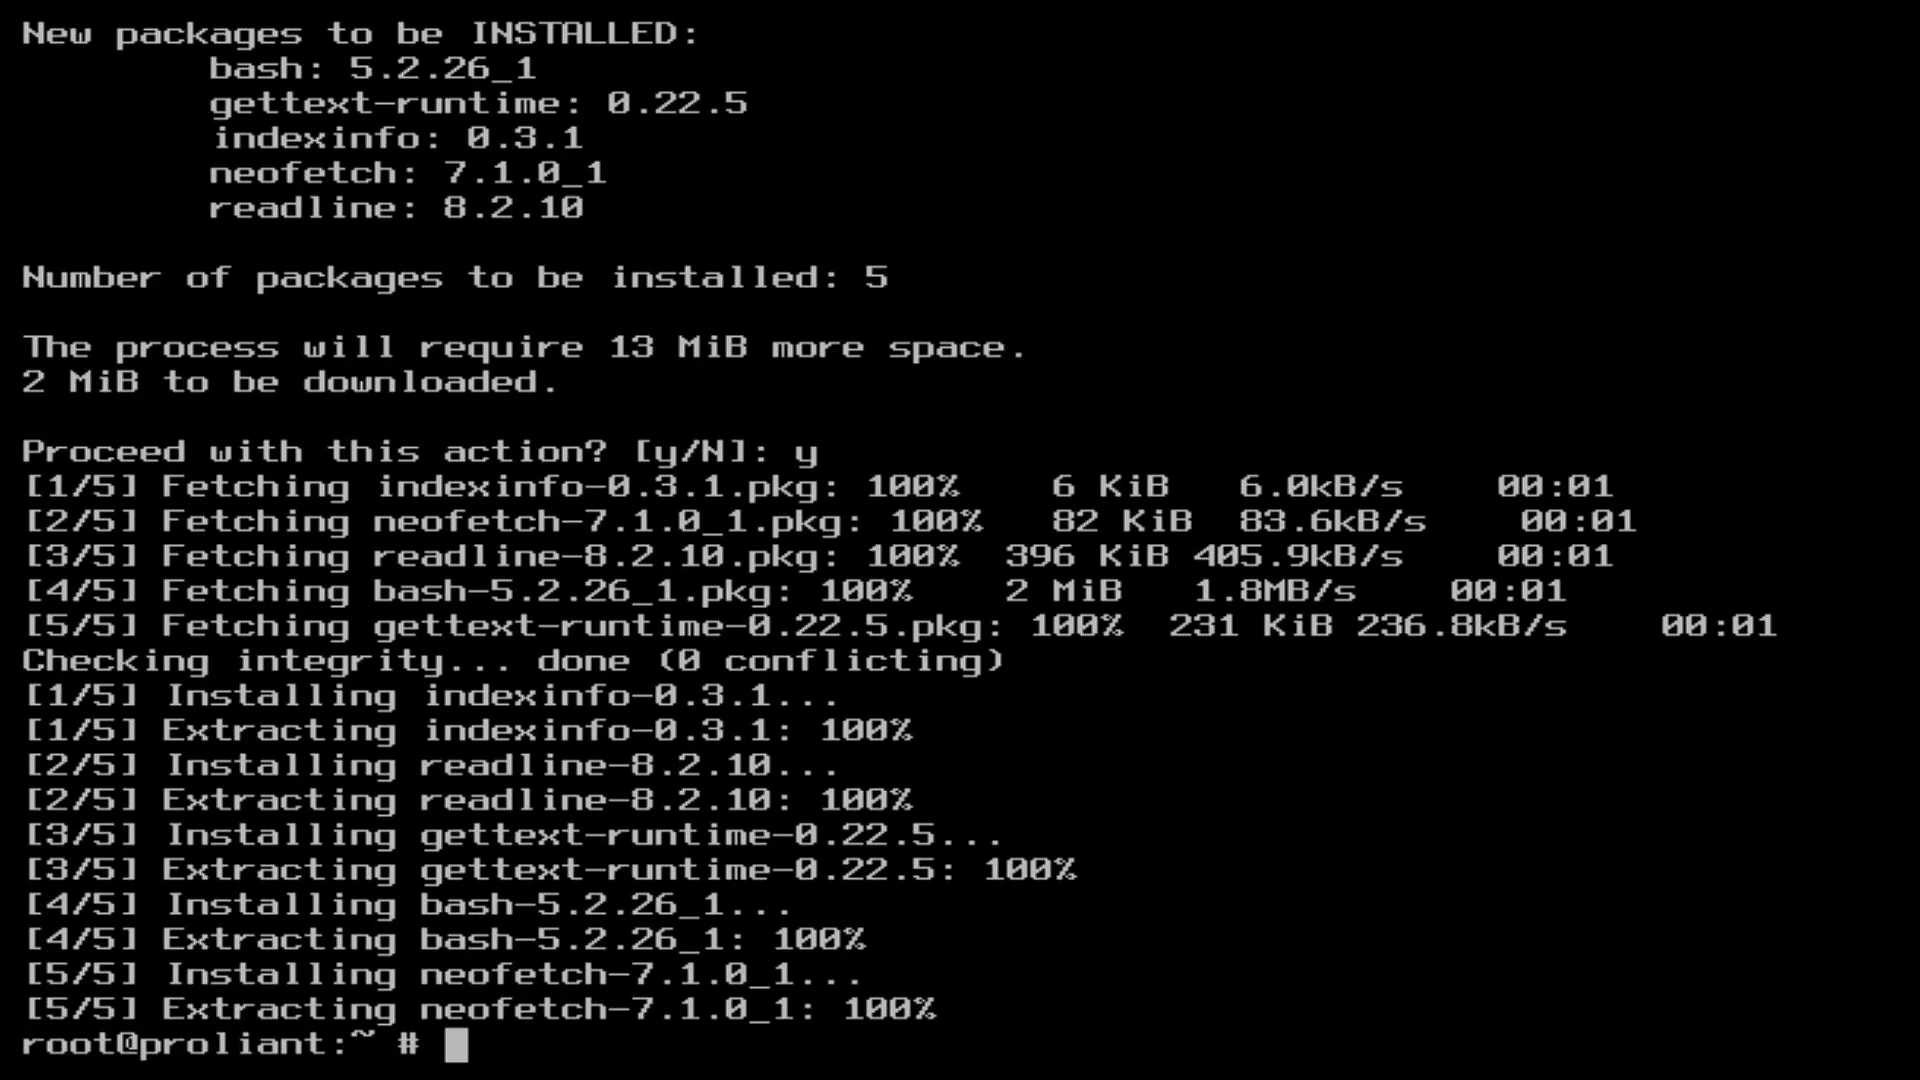 New packages to be INSTALLED:
bash: 5.2.26_1
gettext-runtime: 0.22.5
indexinfo: 0.3.1
neofetch: 7.1.0_1
readline: 8.2.10
Number of packages to be installed: 5
The process will require 13 MiB more space.
2 MiB to be downloaded.
Proceed with this action? [y/N]: y
[1/5] Fetching indexinfo-0.3.1.pkg: 100%    6 KiB   6.0kB/s    00:01
[2/5] Fetching neofetch-7.1.0_1.pkg: 100%   82 KiB  83.6kB/s    00:01
[3/5] Fetching readline-8.2.10.pkg: 100%  396 KiB 405.9kB/s    00:01
[4/5] Fetching bash-5.2.26_1.pkg: 100%    2 MiB   1.8MB/s    00:01
[5/5] Fetching gettext-runtime-0.22.5.pkg: 100%  231 KiB 236.8kB/s    00:01
Checking integrity... done (0 conflicting)
[1/5] Installing indexinfo-0.3.1...
[1/5] Extracting indexinfo-0.3.1: 100%
[2/5] Installing readline-8.2.10...
[2/5] Extracting readline-8.2.10: 100%
[3/5] Installing gettext-runtime-0.22.5...
[3/5] Extracting gettext-runtime-0.22.5: 100%
[4/5] Installing bash-5.2.26_1...
[4/5] Extracting bash-5.2.26_1: 100%
[5/5] Installing neofetch-7.1.0_1...
[5/5] Extracting neofetch-7.1.0_1: 100%
root@proliant:~ #